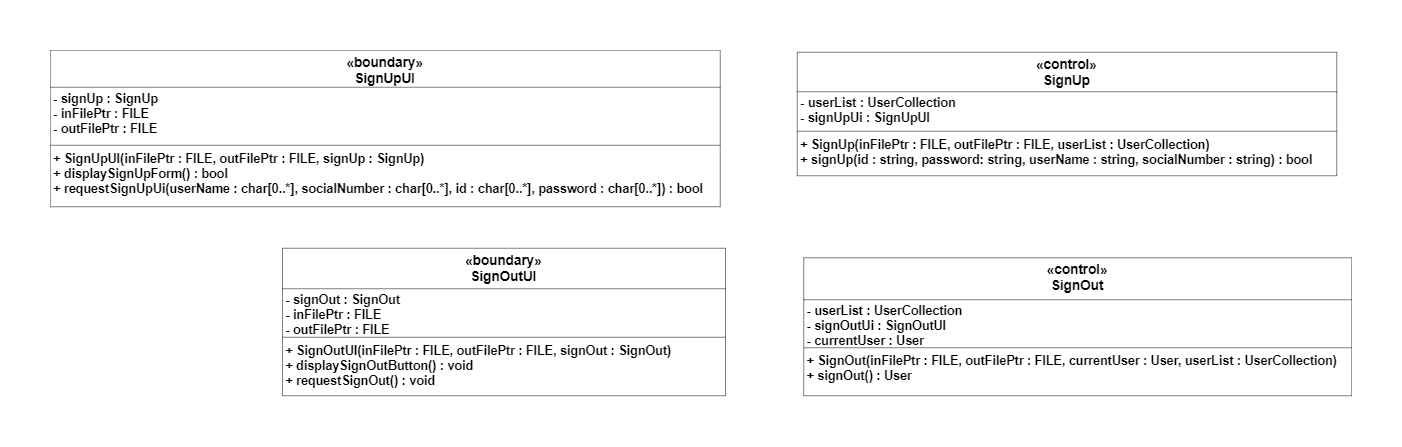 «boundary»
SignUpUI
- signUp : SignUp
- inFilePtr : FILE
- outFilePtr : FILE
+ SignUpUI(inFilePtr : FILE, outFilePtr : FILE, signUp : SignUp)
+ displaySignUpForm() : bool
+ requestSignUpUi(userName : char[0..*], socialNumber : char[0..*], id : char[0..*], password : char[0..*]) : bool
«control»
SignUp
- userList : UserCollection
- signUpUi : SignUpUI
+ SignUp(inFilePtr : FILE, outFilePtr : FILE, userList : UserCollection)
+ signUp(id : string, password: string, userName : string, socialNumber : string) : bool
«boundary»
SignOutUI
- signOut : SignOut
- inFilePtr : FILE
- outFilePtr : FILE
+ SignOutUI(inFilePtr : FILE, outFilePtr : FILE, signOut : SignOut)
+ displaySignOutButton() : void
+ requestSignOut() : void
«control»
SignOut
- userList : UserCollection
- signOutUi : SignOutUI
- currentUser : User
+ SignOut(inFilePtr : FILE, outFilePtr : FILE, currentUser : User, userList : UserCollection)
+ signOut() : User